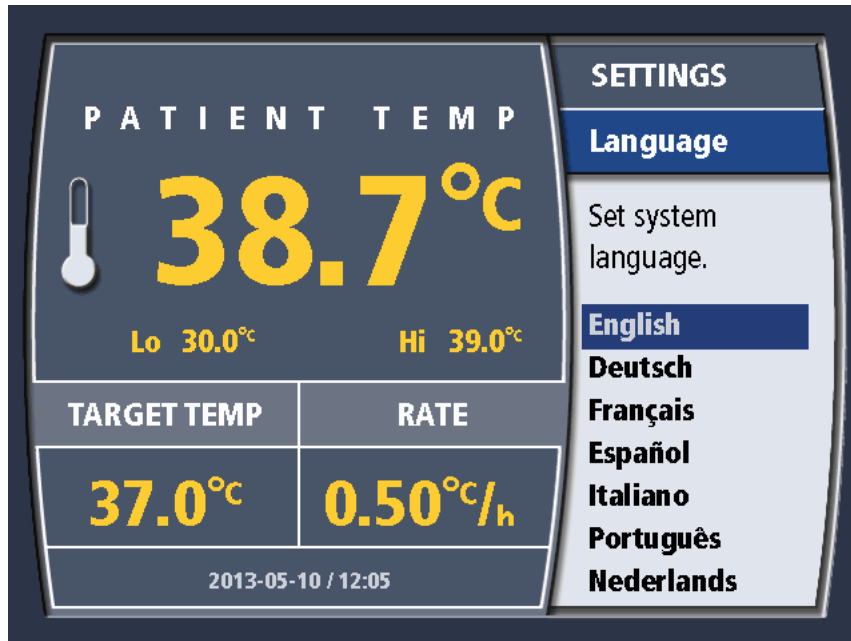 PATIENT TEMP
38.7°C
Lo 30.0°C Hi 39.0°C
TARGET TEMP RATE
37.0°C 0.50°C/h
2013-05-10 / 12:05
SETTINGS
Language
Set system
language.
English
Deutsch
Français
Español
Italiano
Português
Nederlands